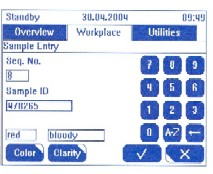 Standby 30.04.2004 09:49
Overview Workplace Utilities
Sample Entry
Seq. No.
8
Sample ID
478265
7 8 9
4 5 6
1 2 3
0 A-Z ←
red bloody
Color Clarity ✓ X